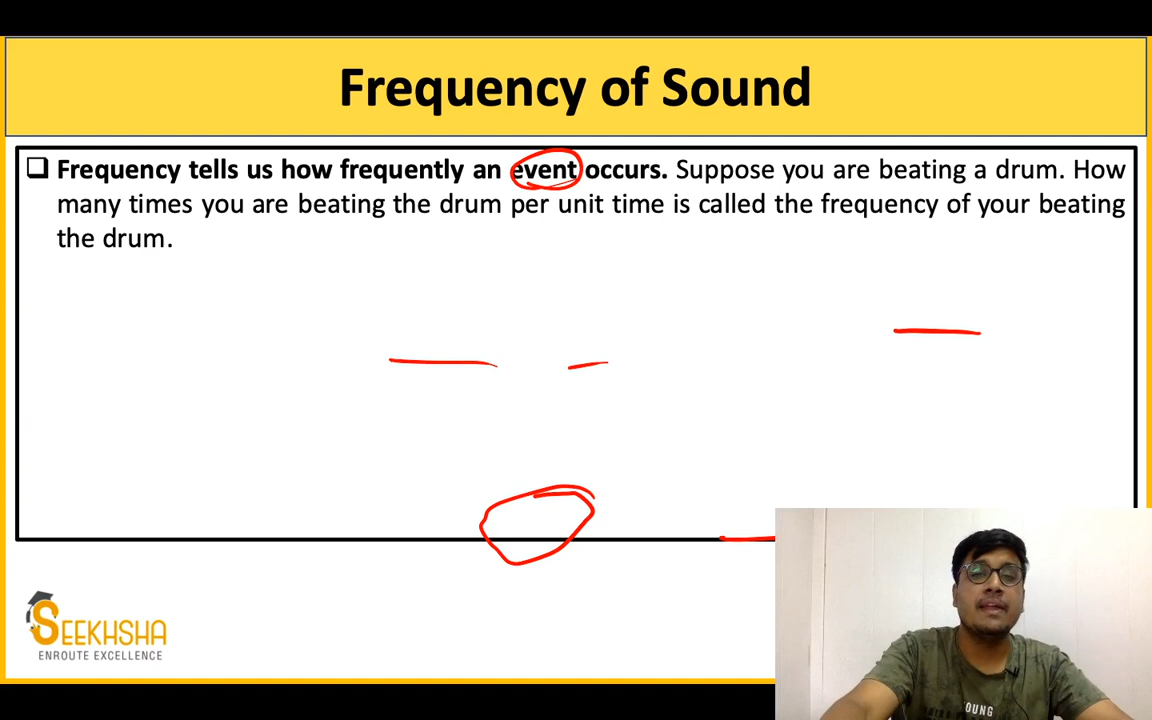 Frequency of Sound
❑ Frequency tells us how frequently an event occurs. Suppose you are beating a drum. How
many times you are beating the drum per unit time is called the frequency of your beating
the drum.
SEEKHSHA
ENROUTE EXCELLENCE
OUNG